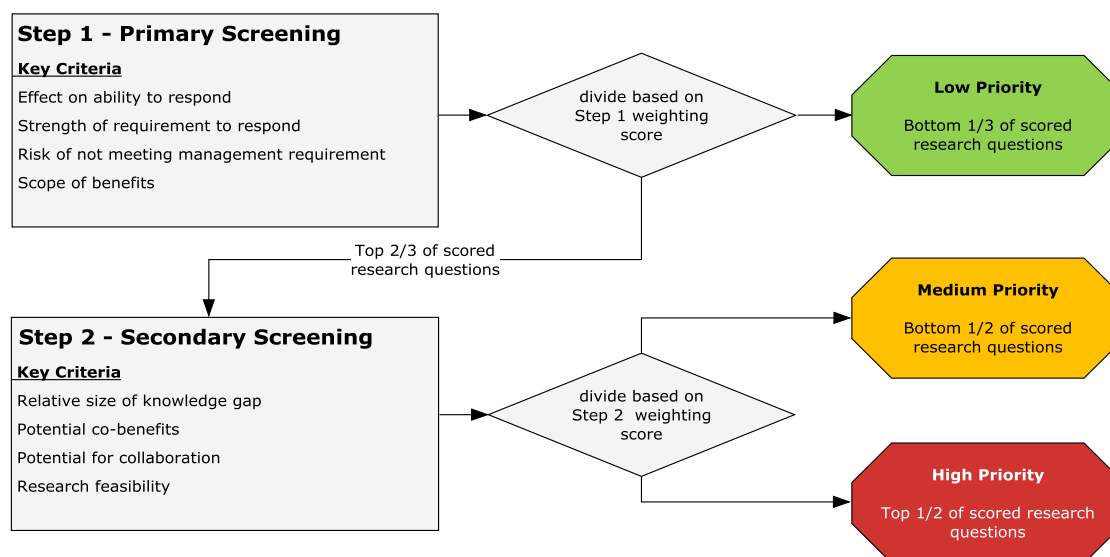 Step 1 - Primary Screening
Key Criteria
Effect on ability to respond
Strength of requirement to respond
Risk of not meeting management requirement
Scope of benefits
divide based on
Step 1 weighting
score
Low Priority
Bottom 1/3 of scored
research questions
Top 2/3 of scored
research questions
Step 2 - Secondary Screening
Key Criteria
Relative size of knowledge gap
Potential co-benefits
Potential for collaboration
Research feasibility
divide based on
Step 2  weighting
score
Medium Priority
Bottom 1/2 of scored
research questions
High Priority
Top 1/2 of scored research
questions